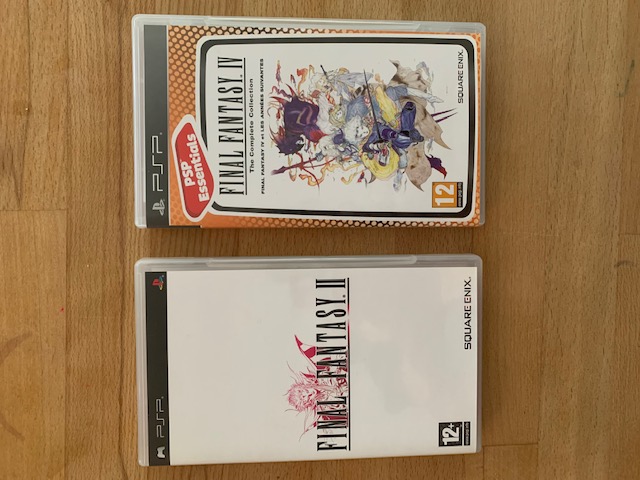 PSP
PSP
Essentials
FINAL FANTASY. IV
The Complete Collection
FINAL FANTASY IV et LES ANNÉES SUIVANTES
SQUARE ENIX.
12
PSP
FINAL FANTASY. II
SQUARE ENIX.
12+